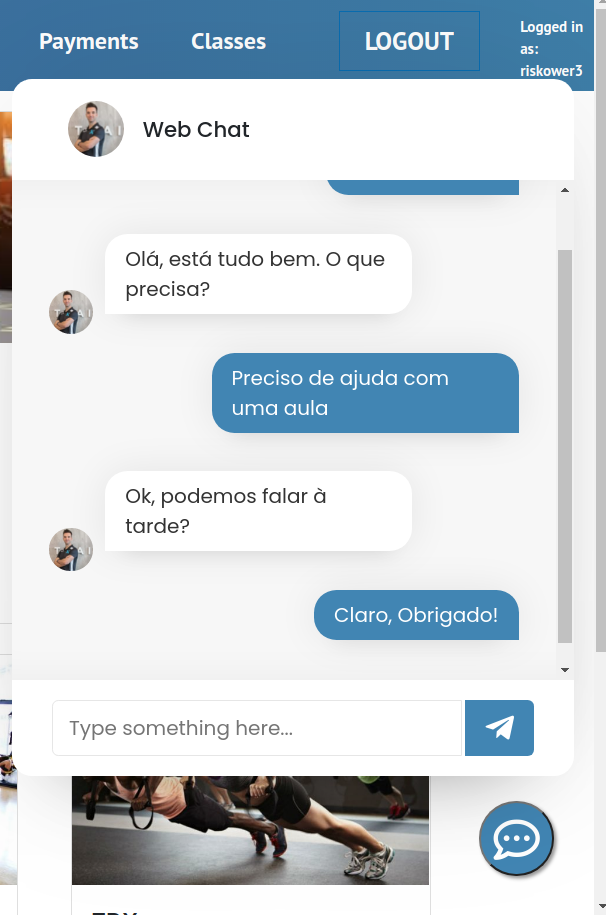 Payments
Classes
LOGOUT
Logged in
as:
riskower3
Web Chat
Olá, está tudo bem. O que
precisa?
Preciso de ajuda com
uma aula
Ok, podemos falar à
tarde?
Claro, Obrigado!
Type something here...